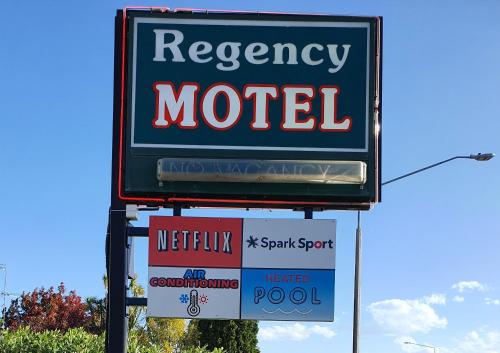 Regency
MOTEL
NO VACANCY
NETFLIX
Spark Sport
AIR
CONDITIONING
HEATED
POOL